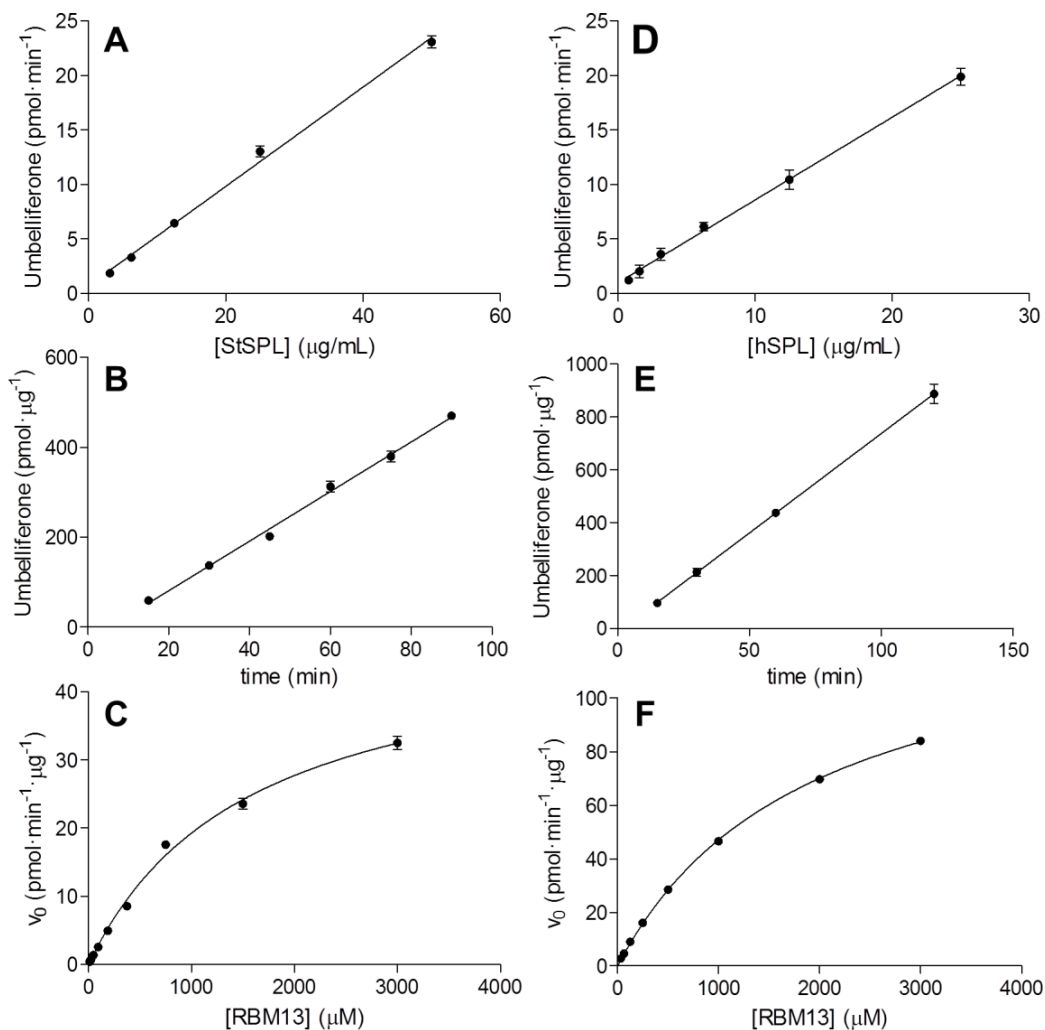 A
Umbelliferone (pmol·min⁻¹)
25
20
15
10
5
0
0 20 40 60
[StSPL] (μg/mL)
D
Umbelliferone (pmol·min⁻¹)
25
20
15
10
5
0
0 10 20 30
[hSPL] (μg/mL)
B
Umbelliferone (pmol·μg⁻¹)
600
400
200
0
0 20 40 60 80 100
time (min)
E
Umbelliferone (pmol·μg⁻¹)
1000
800
600
400
200
0
0 50 100 150
time (min)
C
v₀ (pmol·min⁻¹·μg⁻¹)
40
30
20
10
0
0 1000 2000 3000 4000
[RBM13] (μM)
F
v₀ (pmol·min⁻¹·μg⁻¹)
100
80
60
40
20
0
0 1000 2000 3000 4000
[RBM13] (μM)